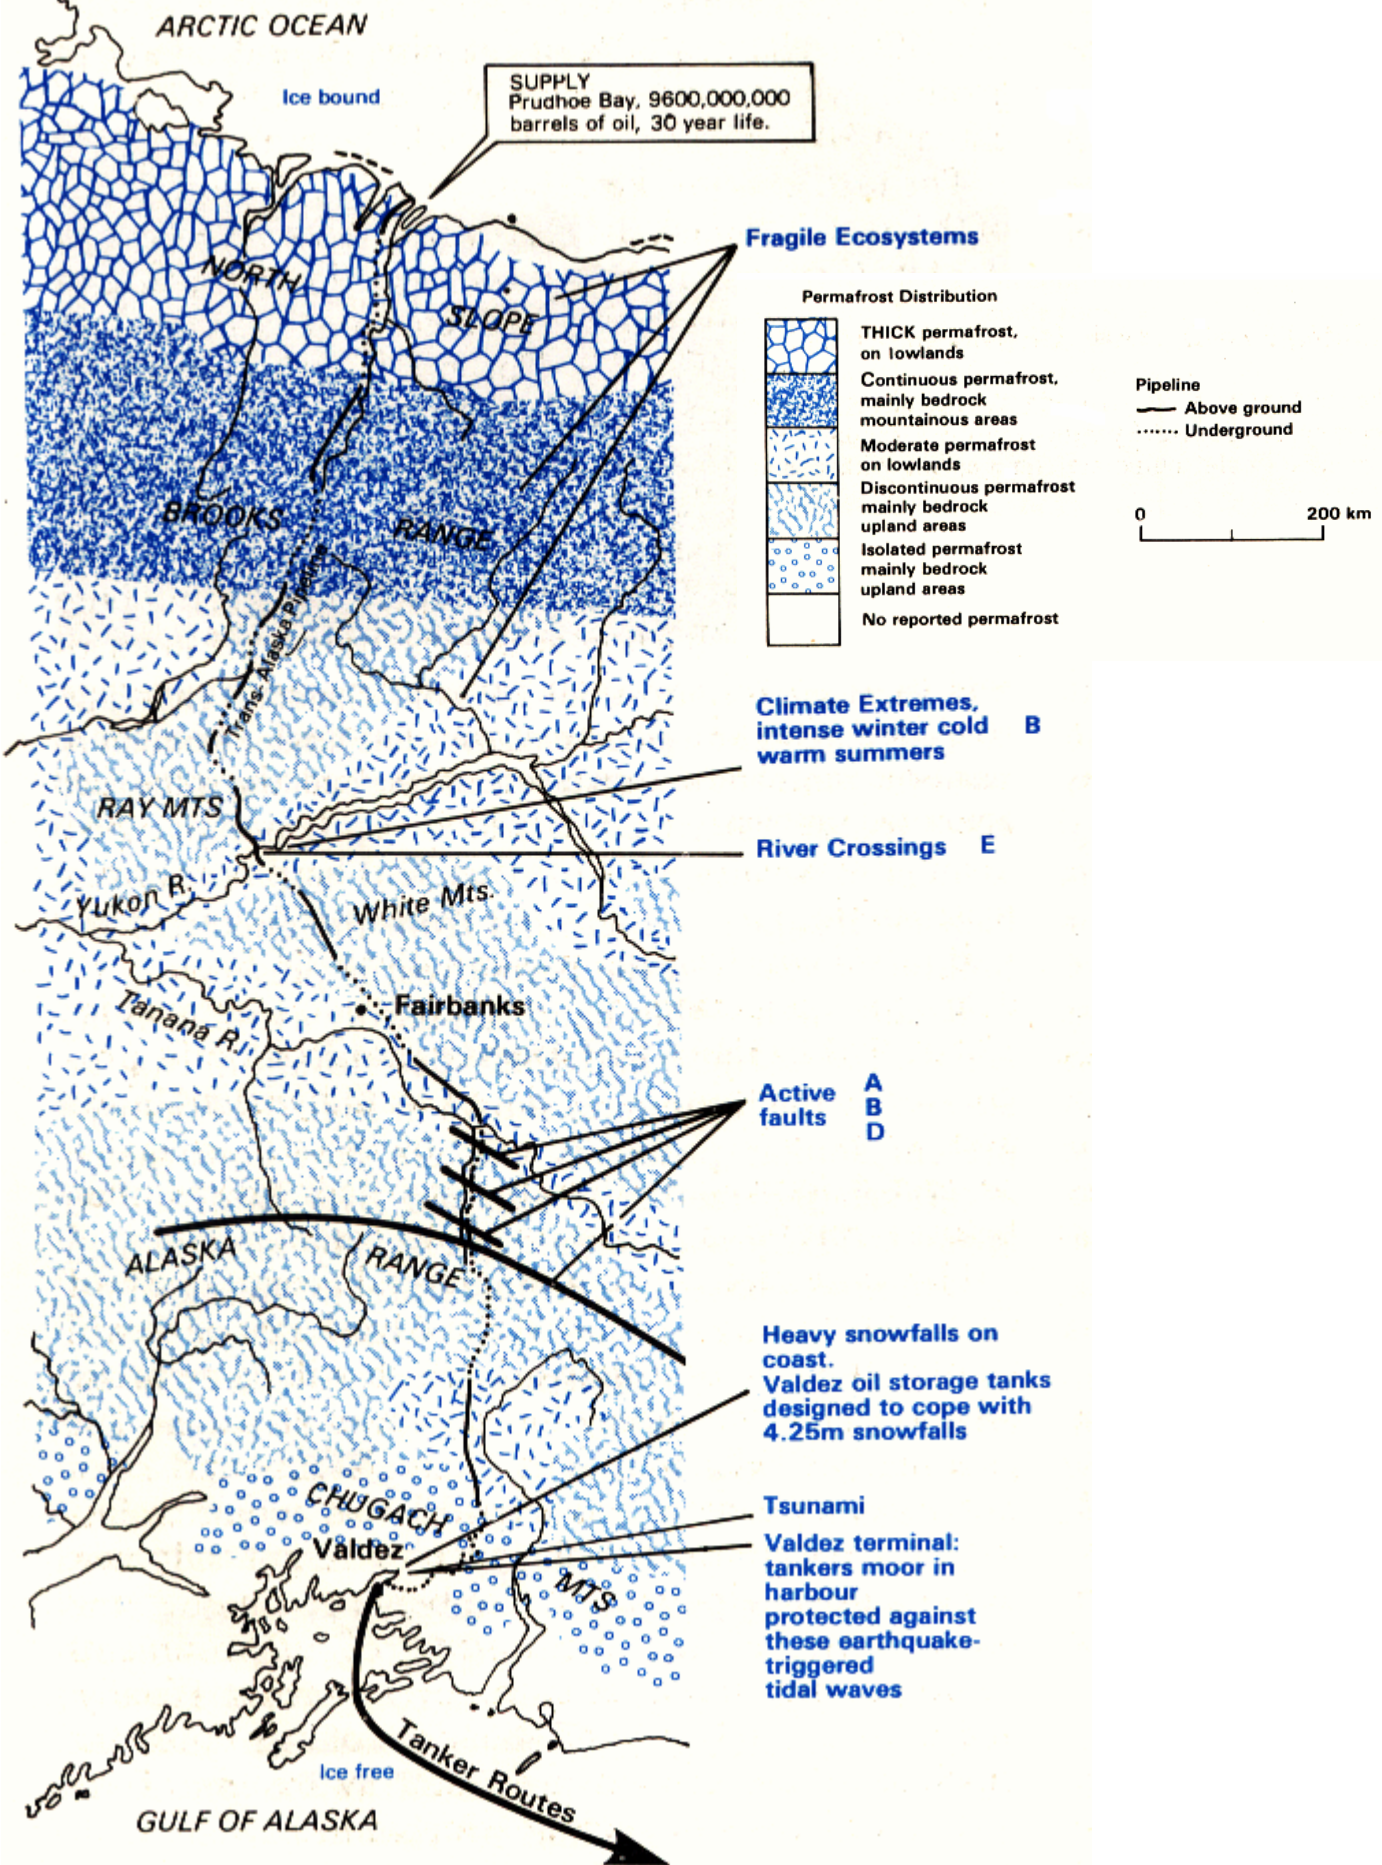 ARCTIC OCEAN
Ice bound
SUPPLY
Prudhoe Bay, 9600,000,000
barrels of oil, 30 year life.
Fragile Ecosystems
NORTH
SLOPE
Permafrost Distribution
THICK permafrost,
on lowlands
Continuous permafrost,
mainly bedrock
mountainous areas
Moderate permafrost
on lowlands
Discontinuous permafrost
mainly bedrock
upland areas
Isolated permafrost
mainly bedrock
upland areas
No reported permafrost
Pipeline
Above ground
Underground
0 200 km
BROOKS
RANGE
Trans-Alaska Pipeline
Climate Extremes,
intense winter cold B
warm summers
RAY MTS
River Crossings E
Yukon R.
White Mts.
Fairbanks
Tanana R.
Active
faults
A
B
D
ALASKA
RANGE
Heavy snowfalls on
coast.
Valdez oil storage tanks
designed to cope with
4.25m snowfalls
CHUGACH
MTS
Valdez
Tsunami
Valdez terminal:
tankers moor in
harbour
protected against
these earthquake-
triggered
tidal waves
Tanker Routes
Ice free
GULF OF ALASKA